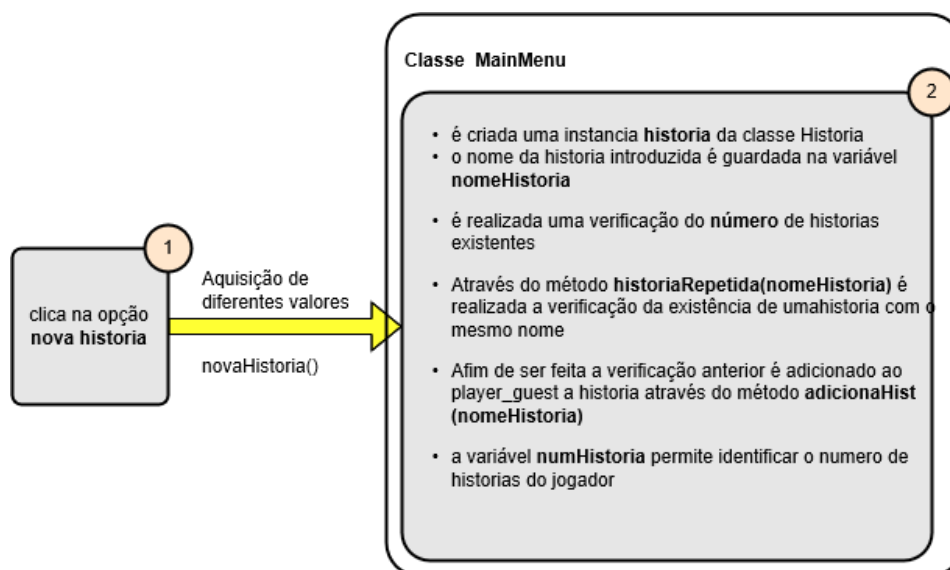 Classe MainMenu
2
• é criada uma instancia historia da classe Historia
• o nome da historia introduzida é guardada na variável
nomeHistoria
• é realizada uma verificação do número de historias
existentes
• Através do método historiaRepetida(nomeHistoria) é
realizada a verificação da existência de umahistoria com o
mesmo nome
• Afim de ser feita a verificação anterior é adicionado ao
player_guest a historia através do método adicionaHist
(nomeHistoria)
• a variável numHistoria permite identificar o numero de
historias do jogador
1
clica na opção
nova historia
Aquisição de
diferentes valores
novaHistoria()